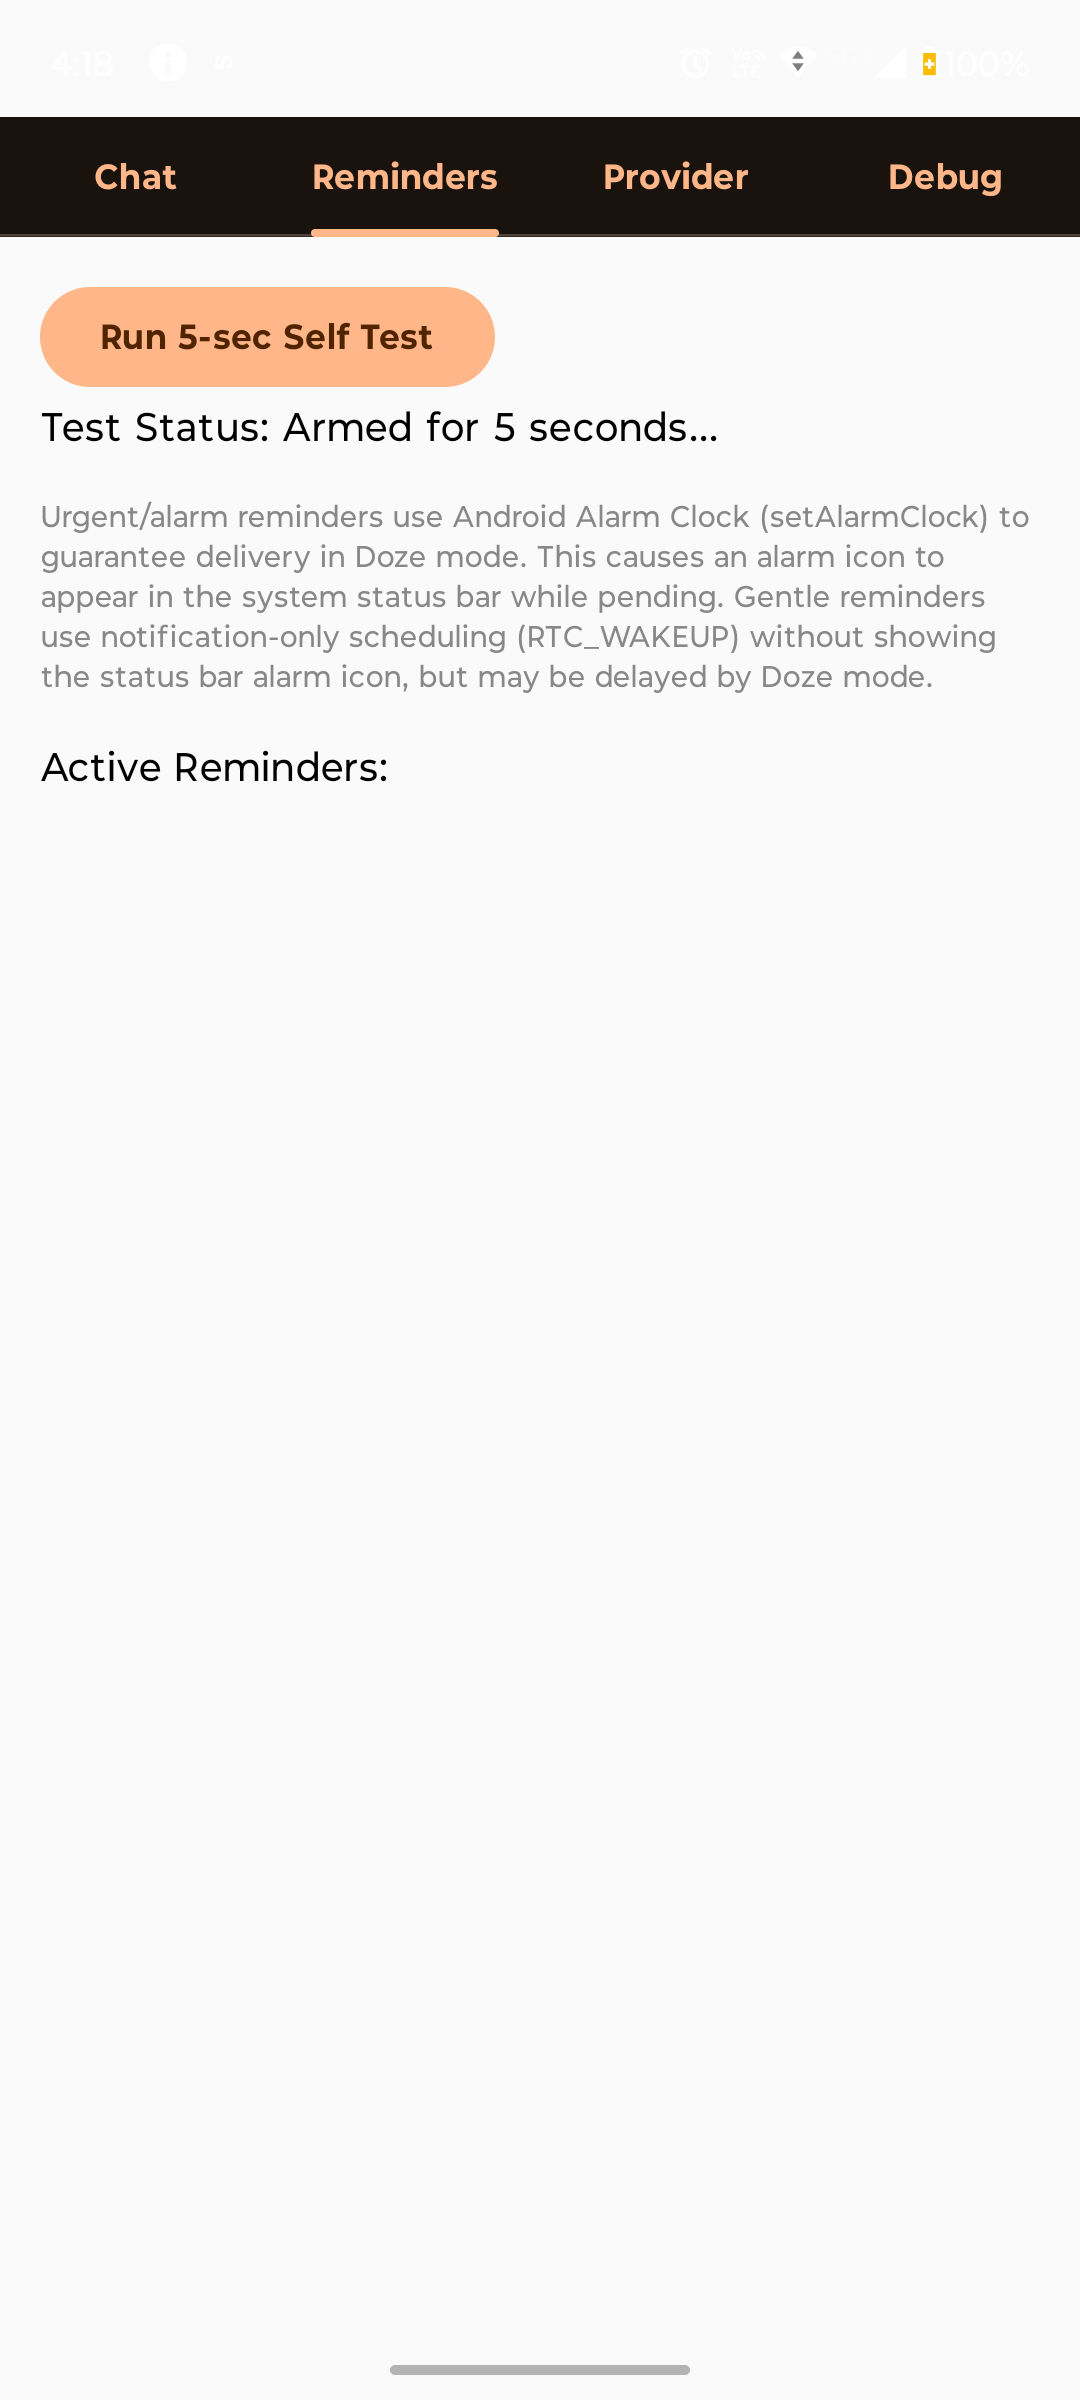 4:18
VoLTE 100%
Chat Reminders Provider Debug
Run 5-sec Self Test
Test Status: Armed for 5 seconds...
Urgent/alarm reminders use Android Alarm Clock (setAlarmClock) to
guarantee delivery in Doze mode. This causes an alarm icon to
appear in the system status bar while pending. Gentle reminders
use notification-only scheduling (RTC_WAKEUP) without showing
the status bar alarm icon, but may be delayed by Doze mode.
Active Reminders: